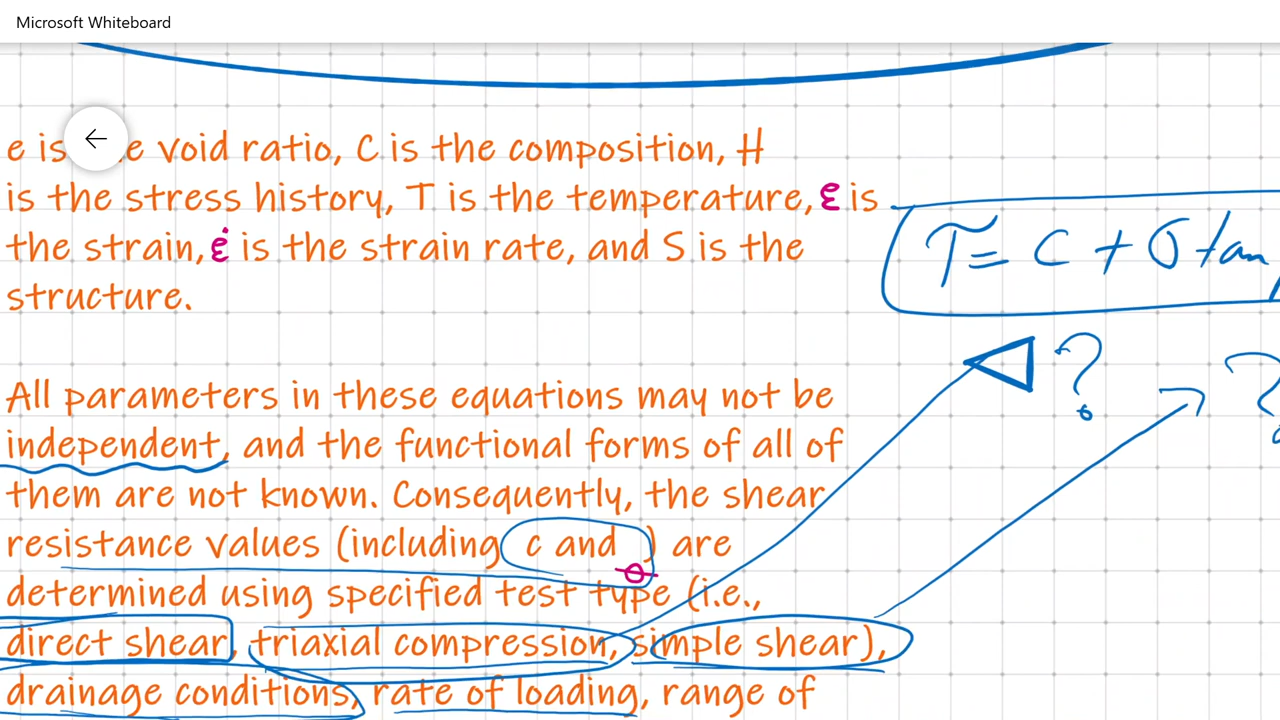 Microsoft Whiteboard
e is e void ratio, C is the composition, H
is the stress history, T is the temperature, ε is
the strain, ε̇ is the strain rate, and S is the
structure.
τ = c + σ tan
?
?
All parameters in these equations may not be
independent, and the functional forms of all of
them are not known. Consequently, the shear
resistance values (including c and ϕ) are
determined using specified test type (i.e.,
direct shear, triaxial compression, simple shear),
drainage conditions, rate of loading, range of